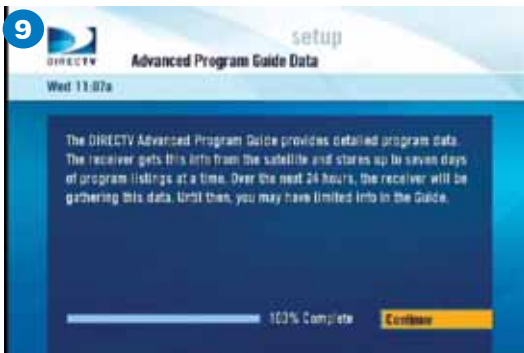 9
setup
DIRECTV
Advanced Program Guide Data
Wed 11:07a
The DIRECTV Advanced Program Guide provides detailed program data.
The receiver gets this info from the satellite and stores up to seven days
of program listings at a time. Over the next 24 hours, the receiver will be
gathering this data. Until then, you may have limited info in the Guide.
100% Complete
Continue